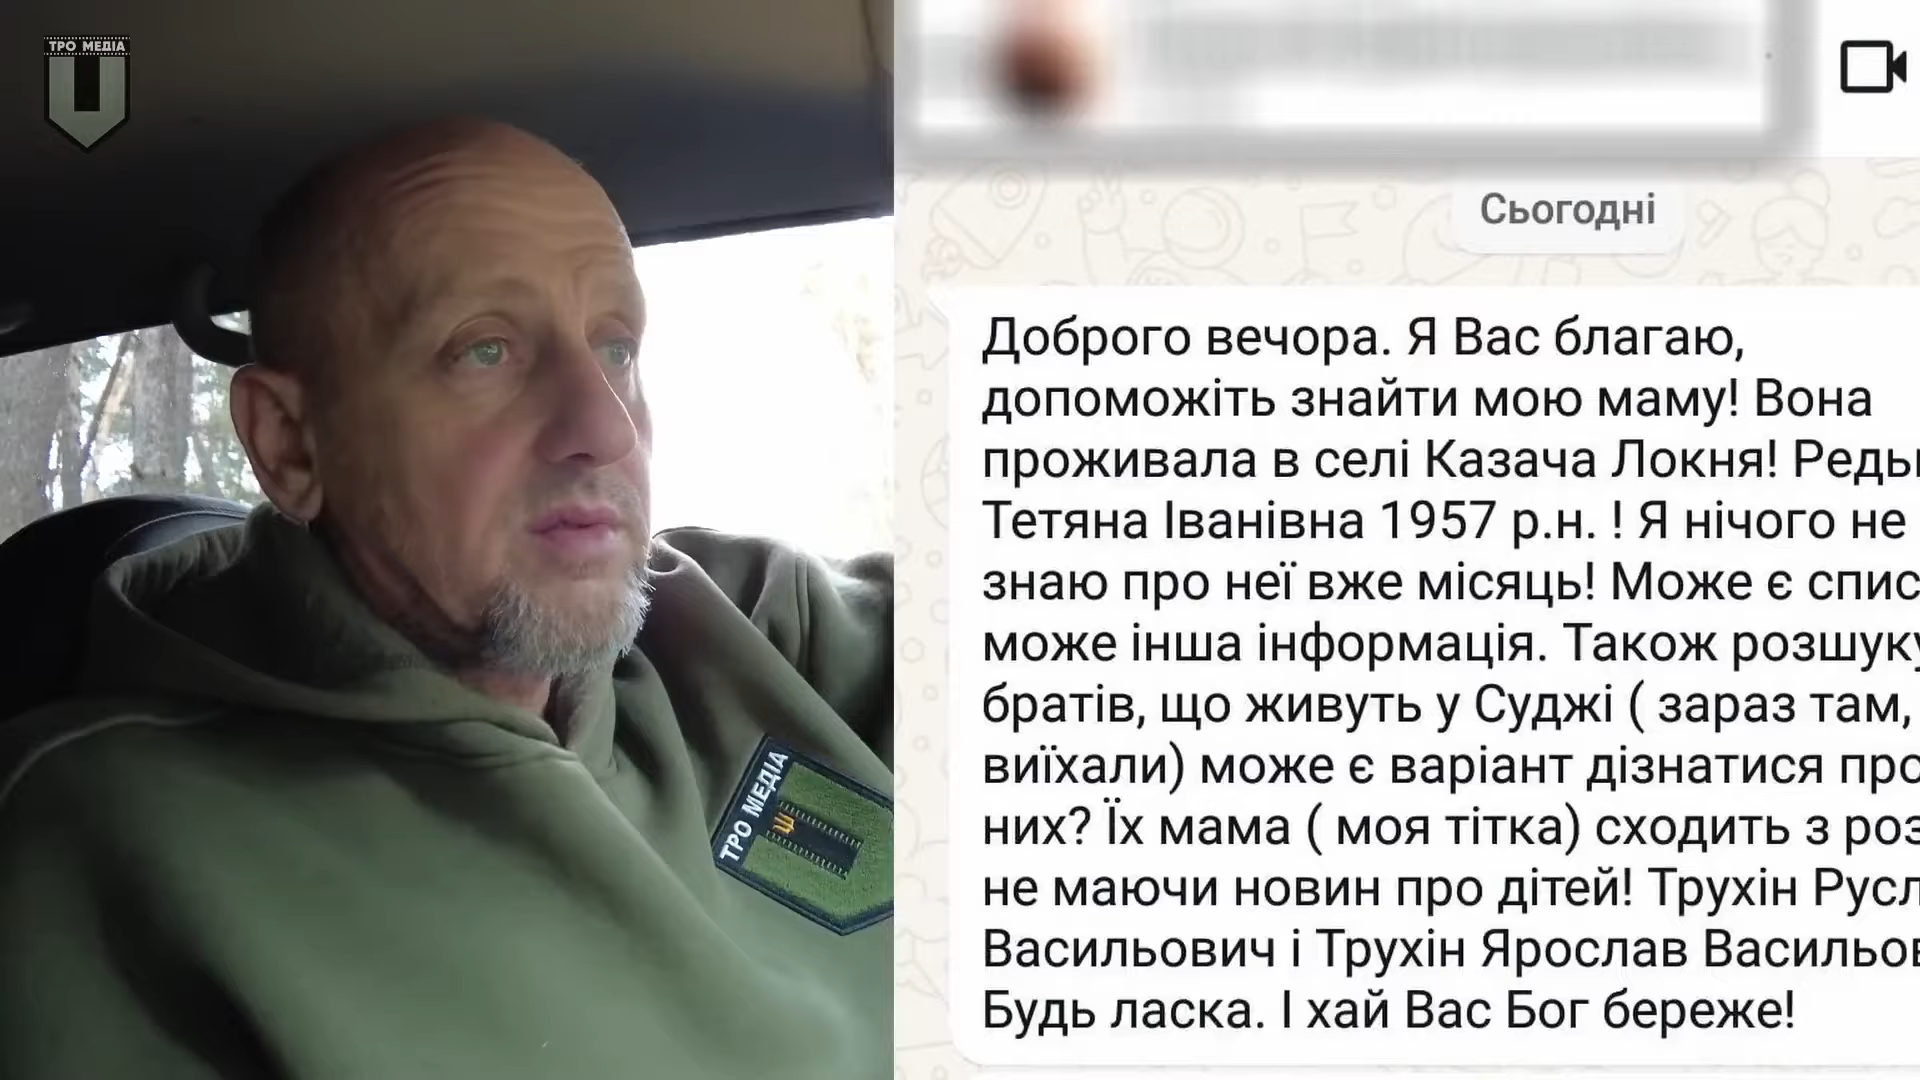 ТРО МЕДІА
ТРО МЕДІА
Сьогодні
Доброго вечора. Я Вас благаю,
допоможіть знайти мою маму! Вона
проживала в селі Казача Локня!
Тетяна Іванівна 1957 р.н. ! Я нічого не
знаю про неї вже місяць! Може є
може інша інформація. Також
братів, що живуть у Суджі ( зараз там,
виїхали) може є варіант дізнатися про
них? Їх мама ( моя тітка) сходить з
не маючи новин про дітей! Трухін
Васильович і Трухін Ярослав
Будь ласка. І хай Вас Бог береже!